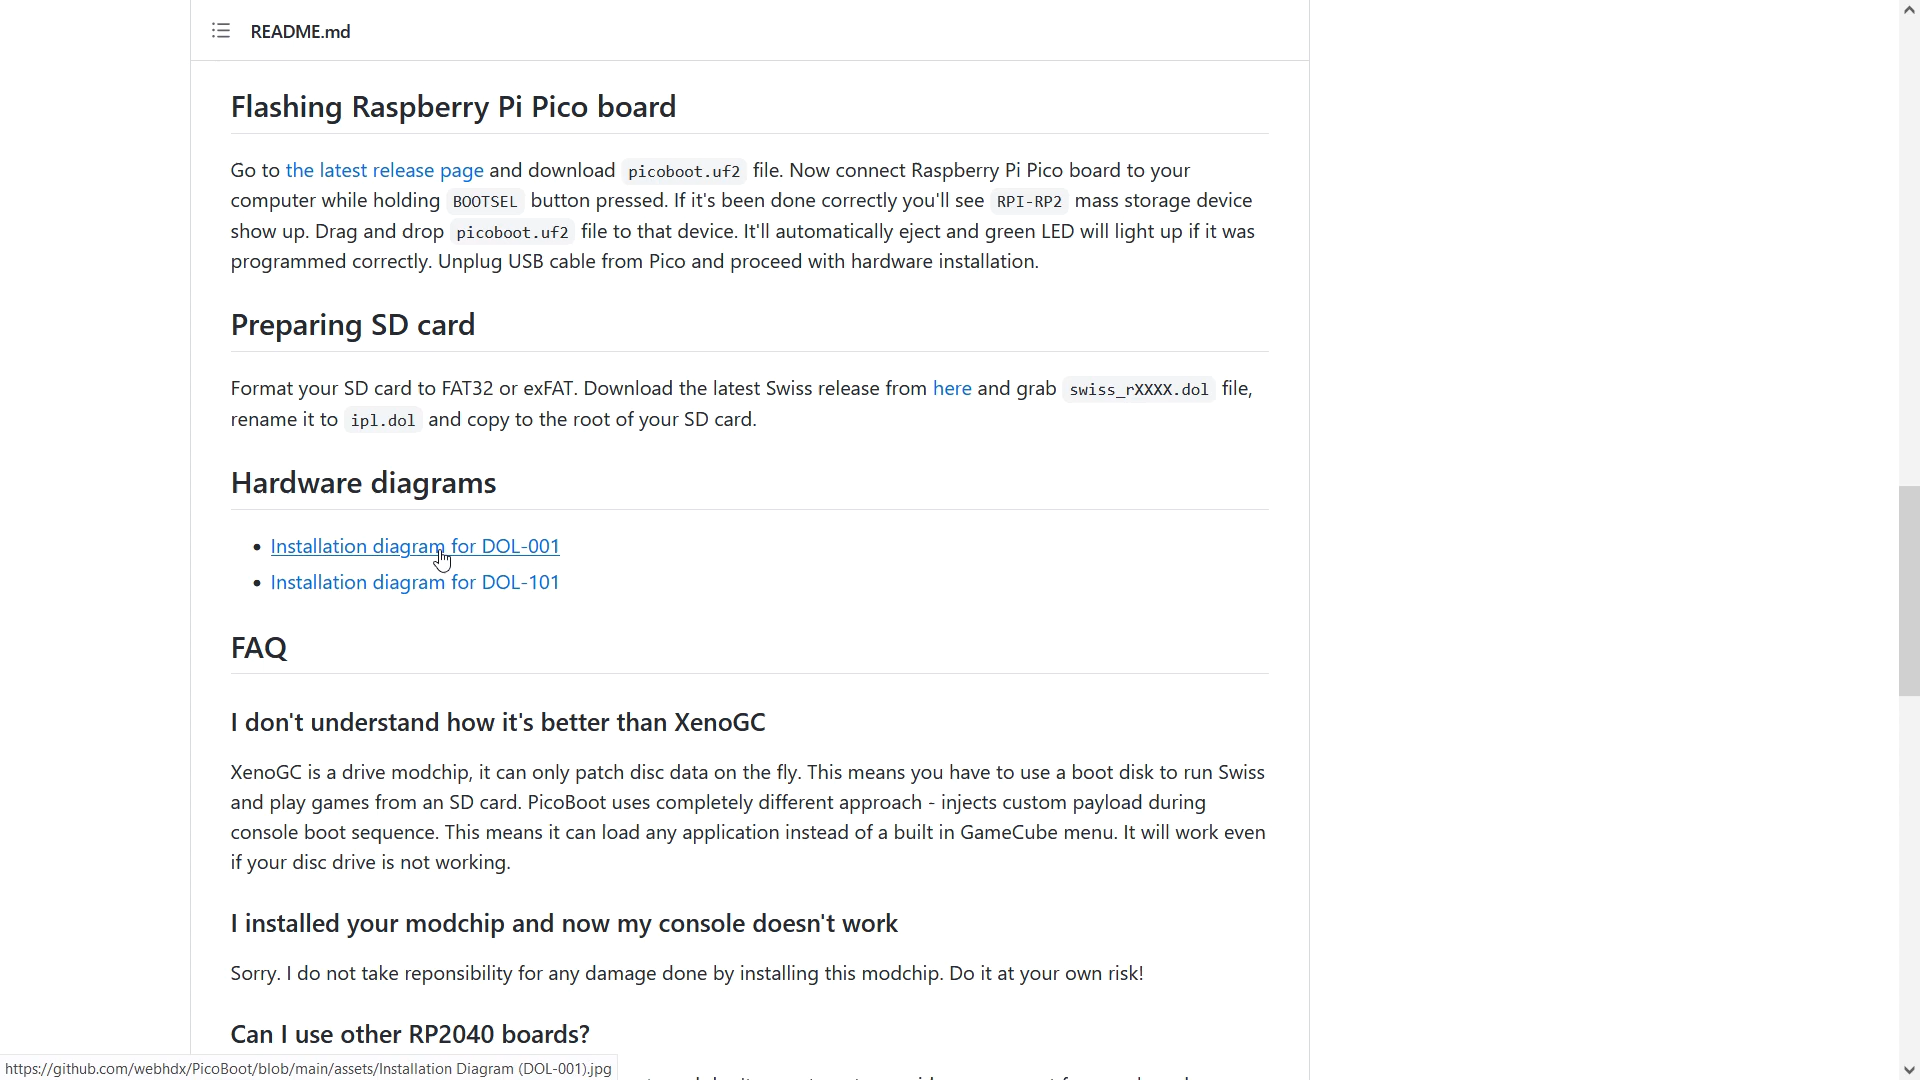 README.md
Flashing Raspberry Pi Pico board
Go to the latest release page and download picoboot.uf2 file. Now connect Raspberry Pi Pico board to your
computer while holding BOOTSEL button pressed. If it's been done correctly you'll see RPI-RP2 mass storage device
show up. Drag and drop picoboot.uf2 file to that device. It'll automatically eject and green LED will light up if it was
programmed correctly. Unplug USB cable from Pico and proceed with hardware installation.
Preparing SD card
Format your SD card to FAT32 or exFAT. Download the latest Swiss release from here and grab swiss_rXXXX.dol file,
rename it to ipl.dol and copy to the root of your SD card.
Hardware diagrams
• Installation diagram for DOL-001
• Installation diagram for DOL-101
FAQ
I don't understand how it's better than XenoGC
XenoGC is a drive modchip, it can only patch disc data on the fly. This means you have to use a boot disk to run Swiss
and play games from an SD card. PicoBoot uses completely different approach - injects custom payload during
console boot sequence. This means it can load any application instead of a built in GameCube menu. It will work even
if your disc drive is not working.
I installed your modchip and now my console doesn't work
Sorry. I do not take reponsibility for any damage done by installing this modchip. Do it at your own risk!
Can I use other RP2040 boards?
https://github.com/webhdx/PicoBoot/blob/main/assets/Installation Diagram (DOL-001).jpg